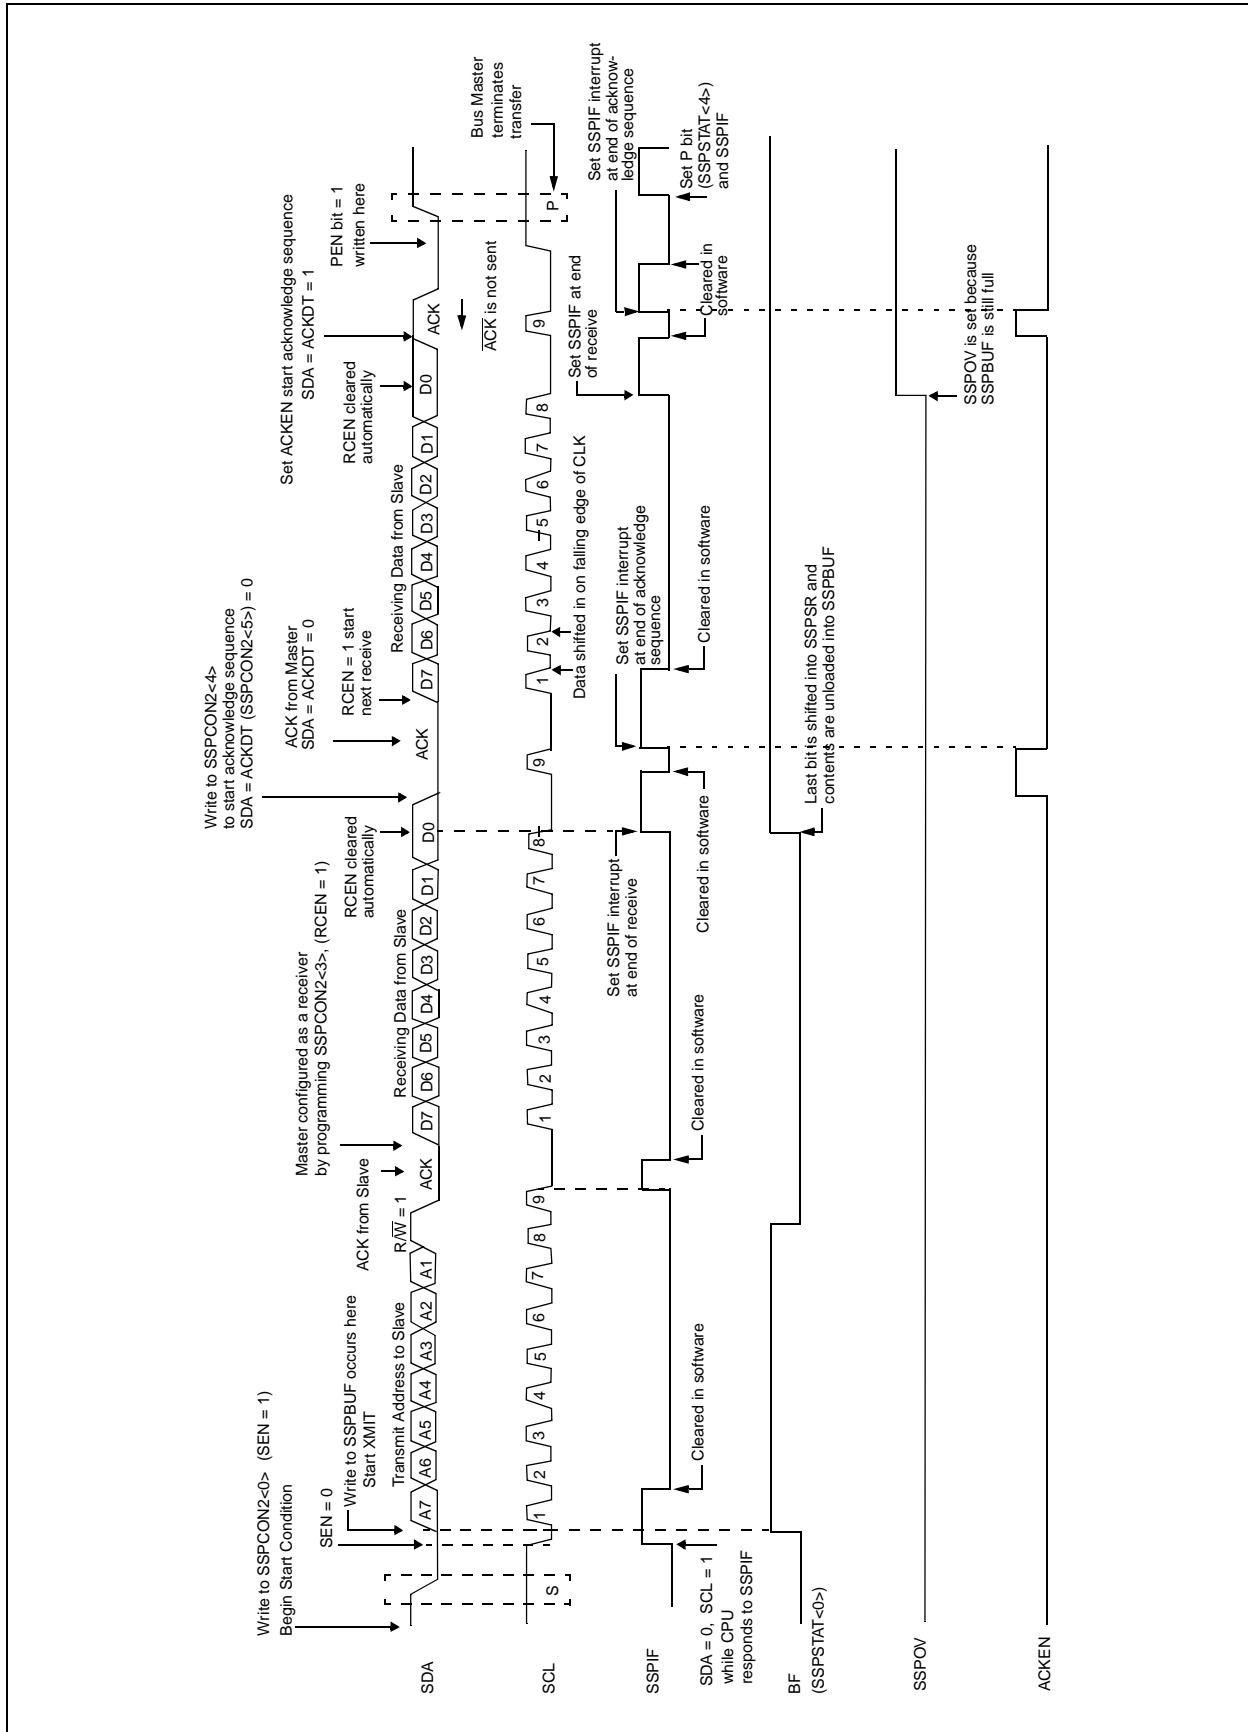 Write to SSPCON2<0> (SEN = 1)
Begin Start Condition
SEN = 0
Write to SSPBUF occurs here
Start XMIT
Transmit Address to Slave
ACK from Slave
R/W = 1
Master configured as a receiver
by programming SSPCON2<3>, (RCEN = 1)
Receiving Data from Slave
RCEN cleared
automatically
Write to SSPCON2<4>
to start acknowledge sequence
SDA = ACKDT (SSPCON2<5>) = 0
ACK from Master
SDA = ACKDT = 0
RCEN = 1 start
next receive
Receiving Data from Slave
RCEN cleared
automatically
Set ACKEN start acknowledge sequence
SDA = ACKDT = 1
PEN bit = 1
written here
SDA
A7 A6 A5 A4 A3 A2 A1
ACK
D7 D6 D5 D4 D3 D2 D1 D0
ACK
D7 D6 D5 D4 D3 D2 D1 D0
ACK
ACK is not sent
Bus Master
terminates
transfer
SCL
S
1 2 3 4 5 6 7 8 9
1 2 3 4 5 6 7 8 9
1 2 3 4 5 6 7 8 9
P
Data shifted in on falling edge of CLK
SSPIF
SDA = 0, SCL = 1
while CPU
responds to SSPIF
Cleared in software
Cleared in software
Set SSPIF interrupt
at end of receive
Cleared in software
Set SSPIF interrupt
at end of acknowledge
sequence
Cleared in software
Set SSPIF at end
of receive
Cleared in
software
Set SSPIF interrupt
at end of acknow-
ledge sequence
Set P bit
(SSPSTAT<4>)
and SSPIF
BF
(SSPSTAT<0>)
Last bit is shifted into SSPSR and
contents are unloaded into SSPBUF
SSPOV
SSPOV is set because
SSPBUF is still full
ACKEN